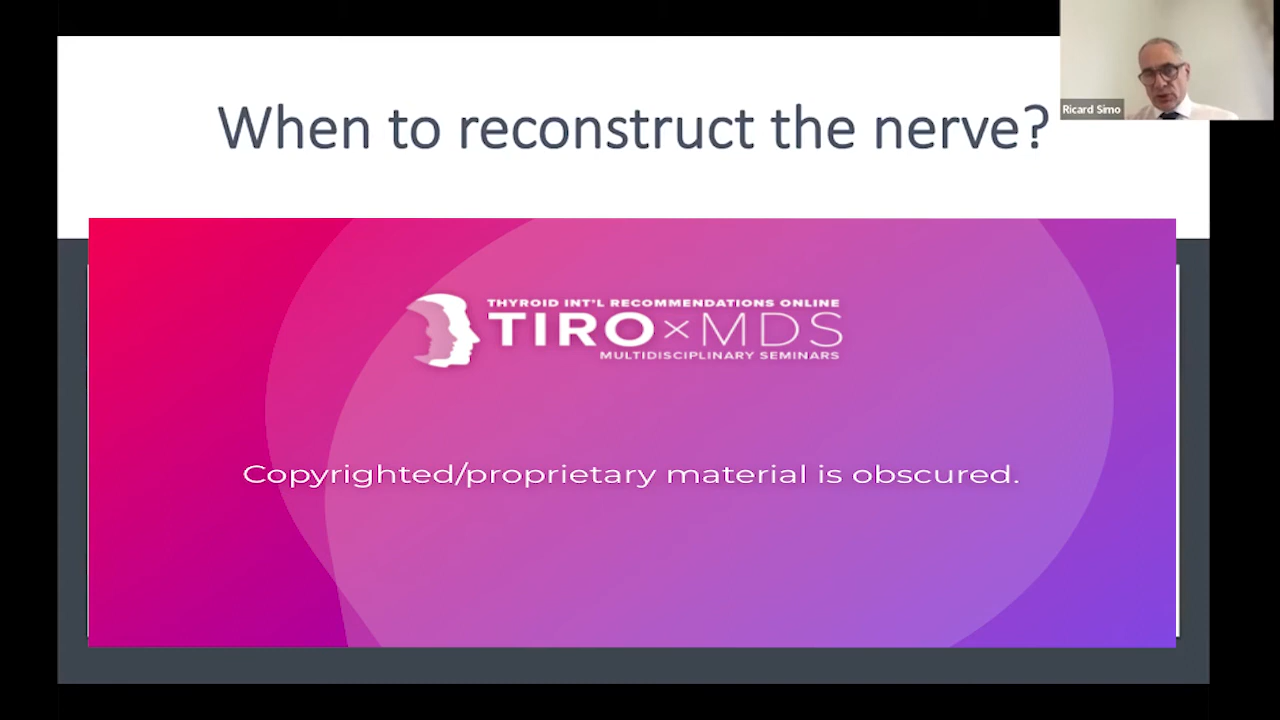 When to reconstruct the nerve?
Ricard Simo
THYROID INT'L RECOMMENDATIONS ONLINE
TIRO×MDS
MULTIDISCIPLINARY SEMINARS
Copyrighted/proprietary material is obscured.